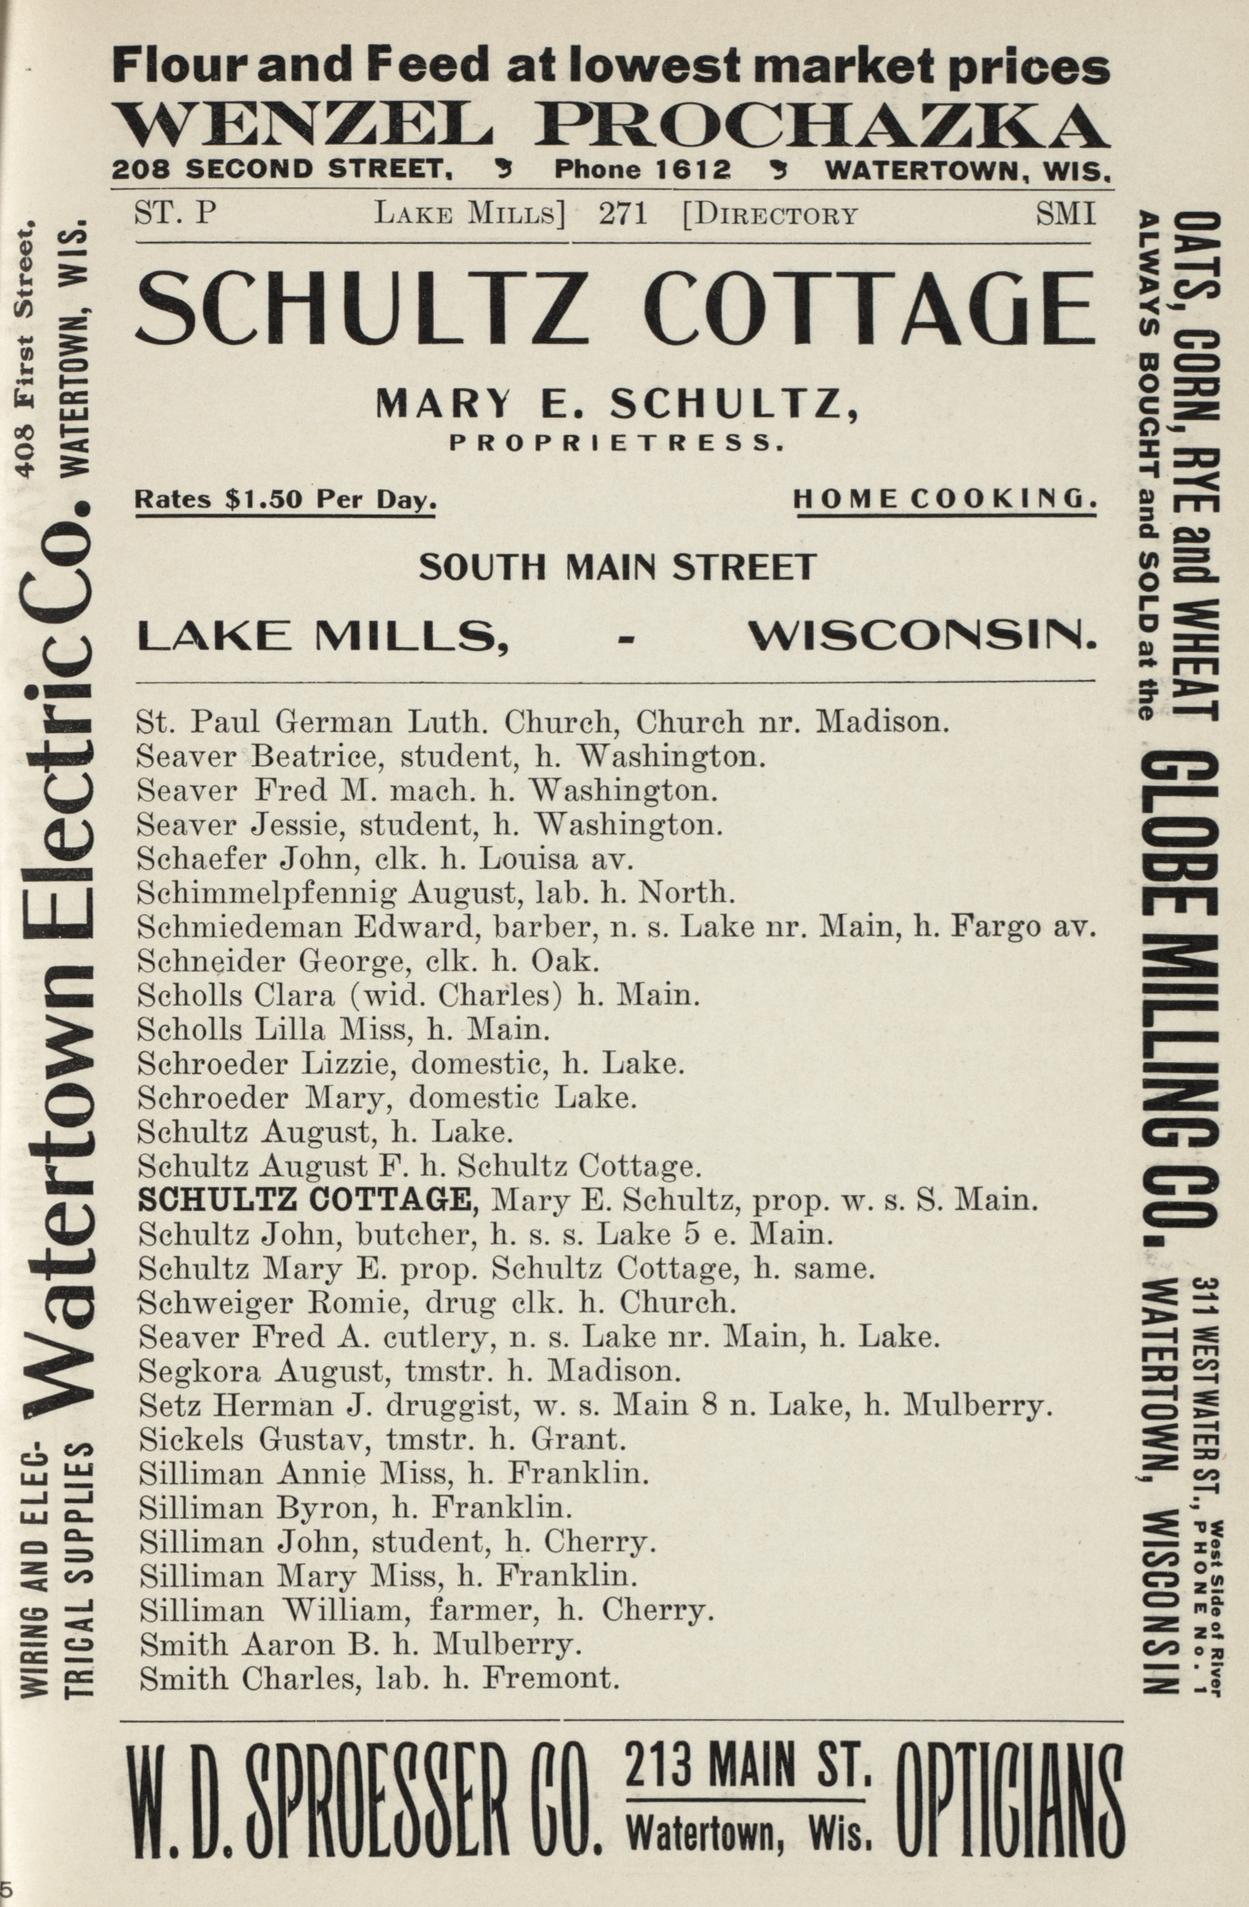 Flour and Feed at lowest market prices
WENZEL PROCHAZKA
208 SECOND STREET, Phone 1612 WATERTOWN, WIS.
ST. P LAKE MILLS] 271 [DIRECTORY SMI
SCHULTZ COTTAGE
MARY E. SCHULTZ,
PROPRIETRESS.
Rates $1.50 Per Day. HOME COOKING.
SOUTH MAIN STREET
LAKE MILLS, - WISCONSIN.
St. Paul German Luth. Church, Church nr. Madison.
Seaver Beatrice, student, h. Washington.
Seaver Fred M. mach. h. Washington.
Seaver Jessie, student, h. Washington.
Schaefer John, clk. h. Louisa av.
Schimmelpfennig August, lab. h. North.
Schmiedeman Edward, barber, n. s. Lake nr. Main, h. Fargo av.
Schneider George, clk. h. Oak.
Scholls Clara (wid. Charles) h. Main.
Scholls Lilla Miss, h. Main.
Schroeder Lizzie, domestic, h. Lake.
Schroeder Mary, domestic Lake.
Schultz August, h. Lake.
Schultz August F. h. Schultz Cottage.
SCHULTZ COTTAGE, Mary E. Schultz, prop. w. s. S. Main.
Schultz John, butcher, h. s. s. Lake 5 e. Main.
Schultz Mary E. prop. Schultz Cottage, h. same.
Schweiger Romie, drug clk. h. Church.
Seaver Fred A. cutlery, n. s. Lake nr. Main, h. Lake.
Segkora August, tmstr. h. Madison.
Setz Herman J. druggist, w. s. Main 8 n. Lake, h. Mulberry.
Sickels Gustav, tmstr. h. Grant.
Silliman Annie Miss, h. Franklin.
Silliman Byron, h. Franklin.
Silliman John, student, h. Cherry.
Silliman Mary Miss, h. Franklin.
Silliman William, farmer, h. Cherry.
Smith Aaron B. h. Mulberry.
Smith Charles, lab. h. Fremont.
W. D. SPROESSER CO. 213 MAIN ST. OPTICIANS
Watertown, Wis.
WIRING AND ELEC-
TRICAL SUPPLIES
Watertown Electric Co.
408 First Street,
WATERTOWN, WIS.
OATS, CORN, RYE and WHEAT
ALWAYS BOUGHT and SOLD at the
GLOBE MILLING CO.
311 WEST WATER ST., West Side of River
PHONE No. 1
WATERTOWN, WISCONSIN
5